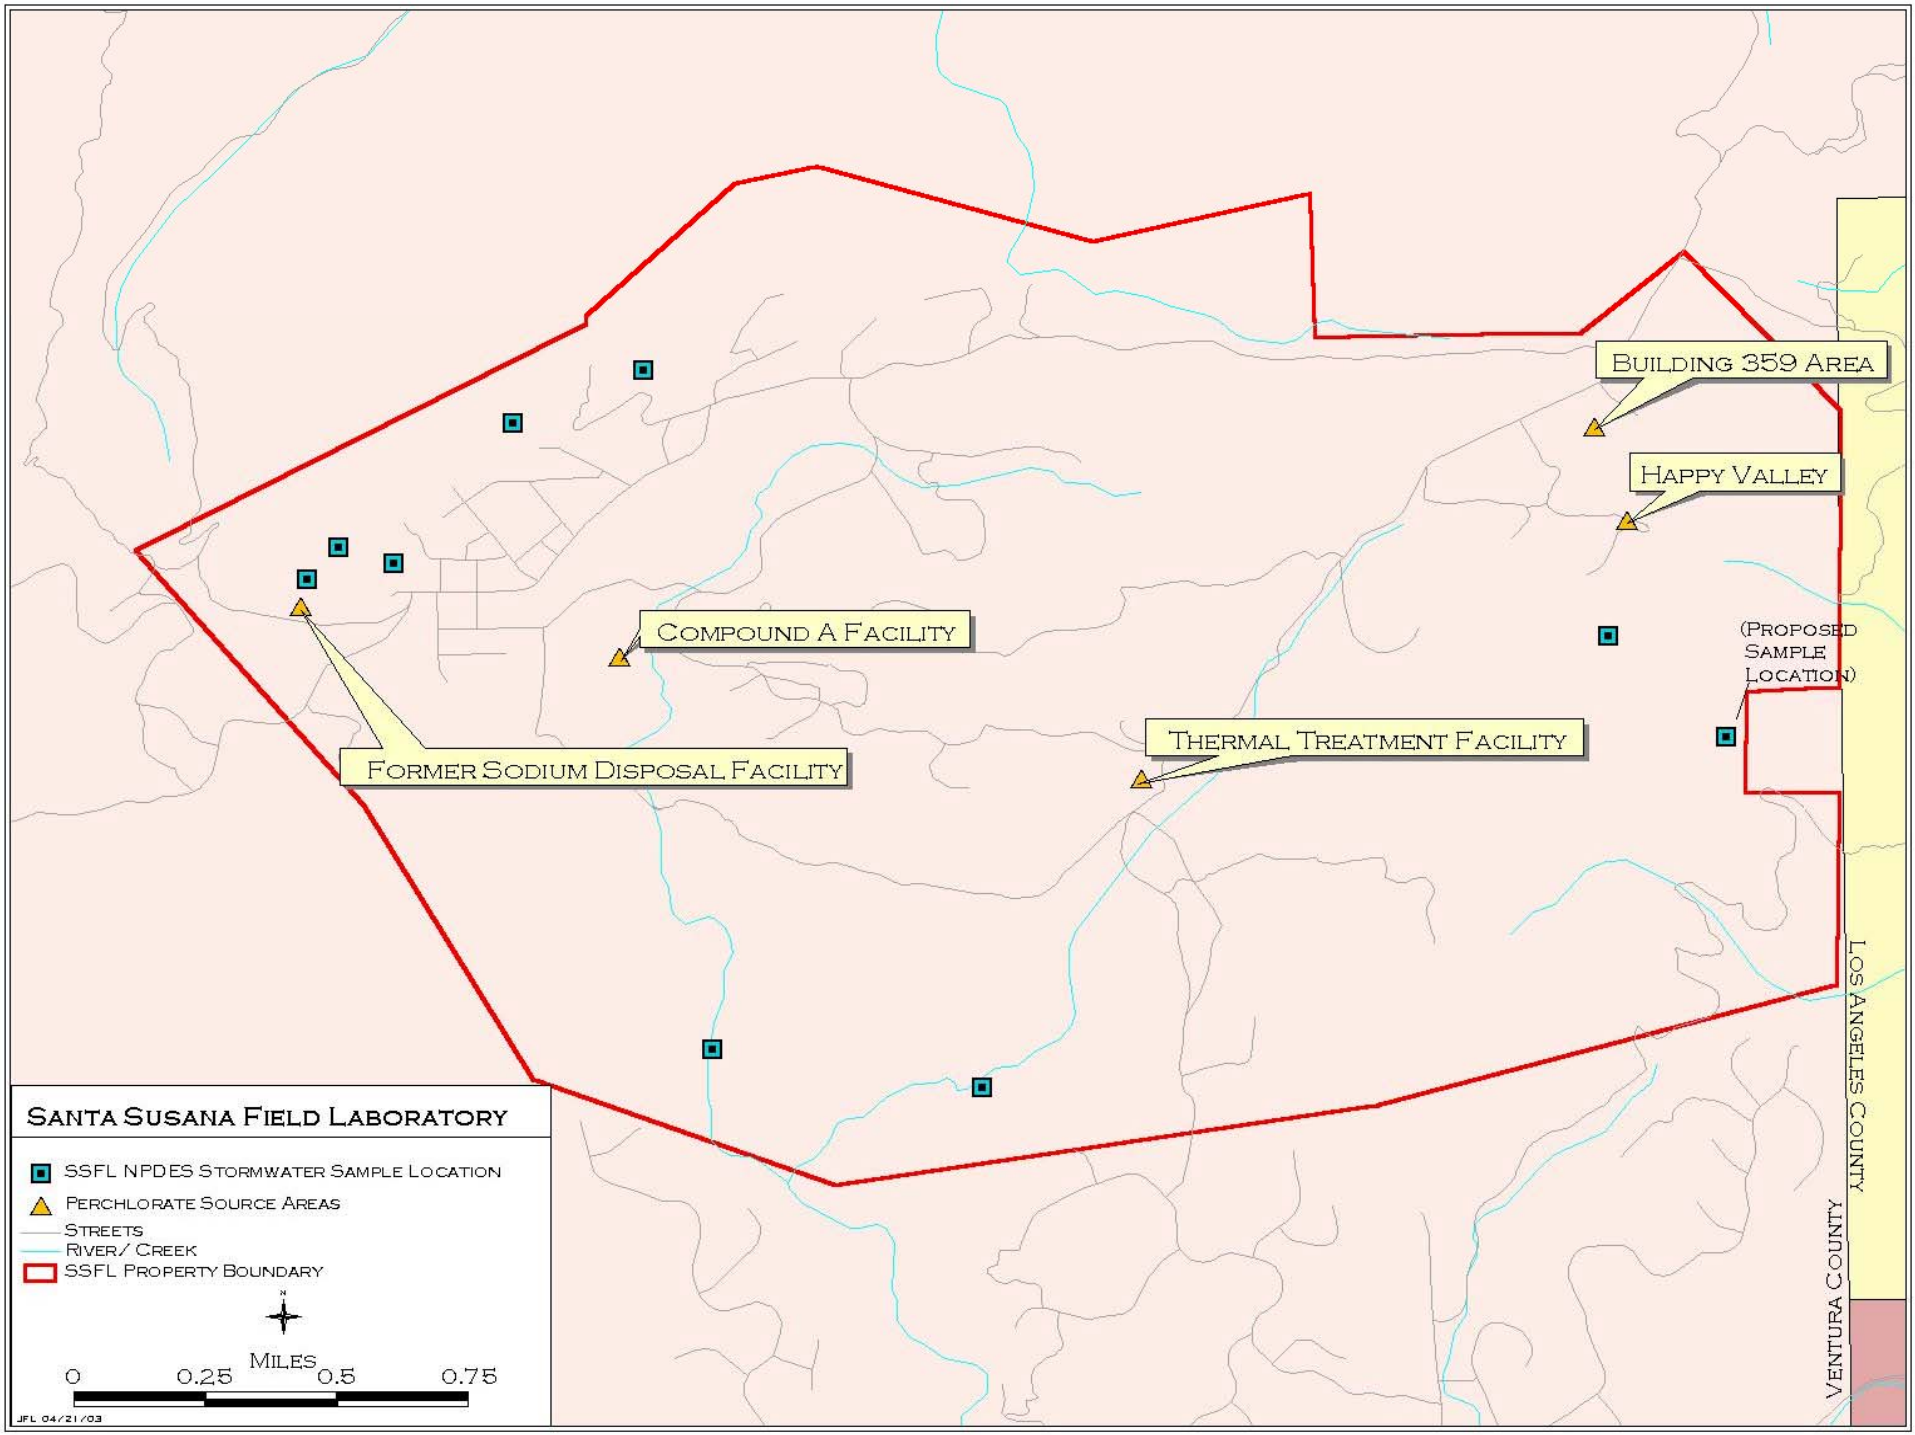 BUILDING 359 AREA
HAPPY VALLEY
(PROPOSED
SAMPLE
LOCATION)
COMPOUND A FACILITY
THERMAL TREATMENT FACILITY
FORMER SODIUM DISPOSAL FACILITY
LOS ANGELES COUNTY
VENTURA COUNTY
SANTA SUSANA FIELD LABORATORY
SSFL NPDES STORMWATER SAMPLE LOCATION
PERCHLORATE SOURCE AREAS
STREETS
RIVER/ CREEK
SSFL PROPERTY BOUNDARY
N
MILES
0 0.25 0.5 0.75
JFL 04/21/03